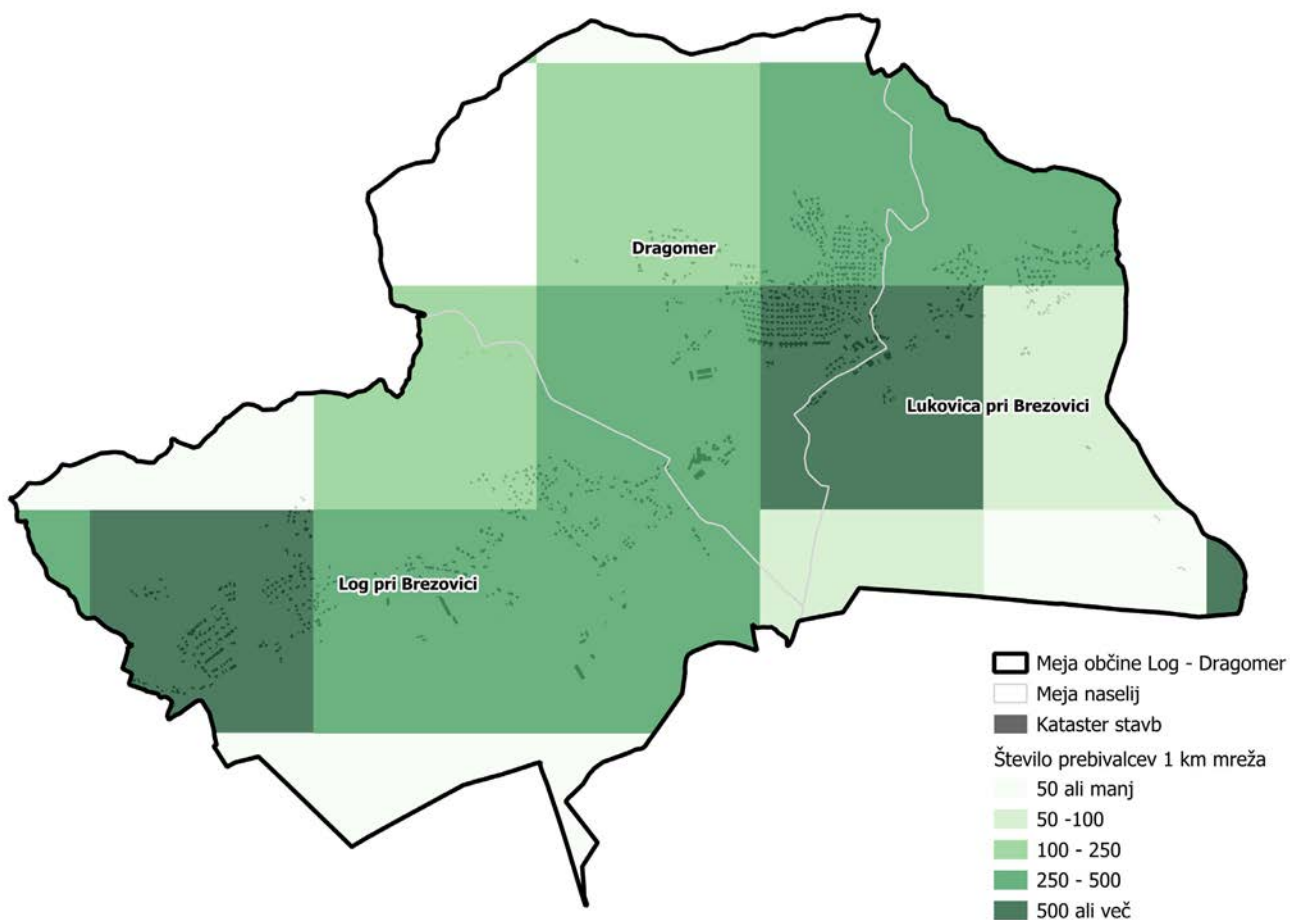 Dragomer
Lukovica pri Brezovici
Log pri Brezovici
Meja občine Log - Dragomer
Meja naselij
Kataster stavb
Število prebivalcev 1 km mreža
50 ali manj
50 -100
100 - 250
250 - 500
500 ali več